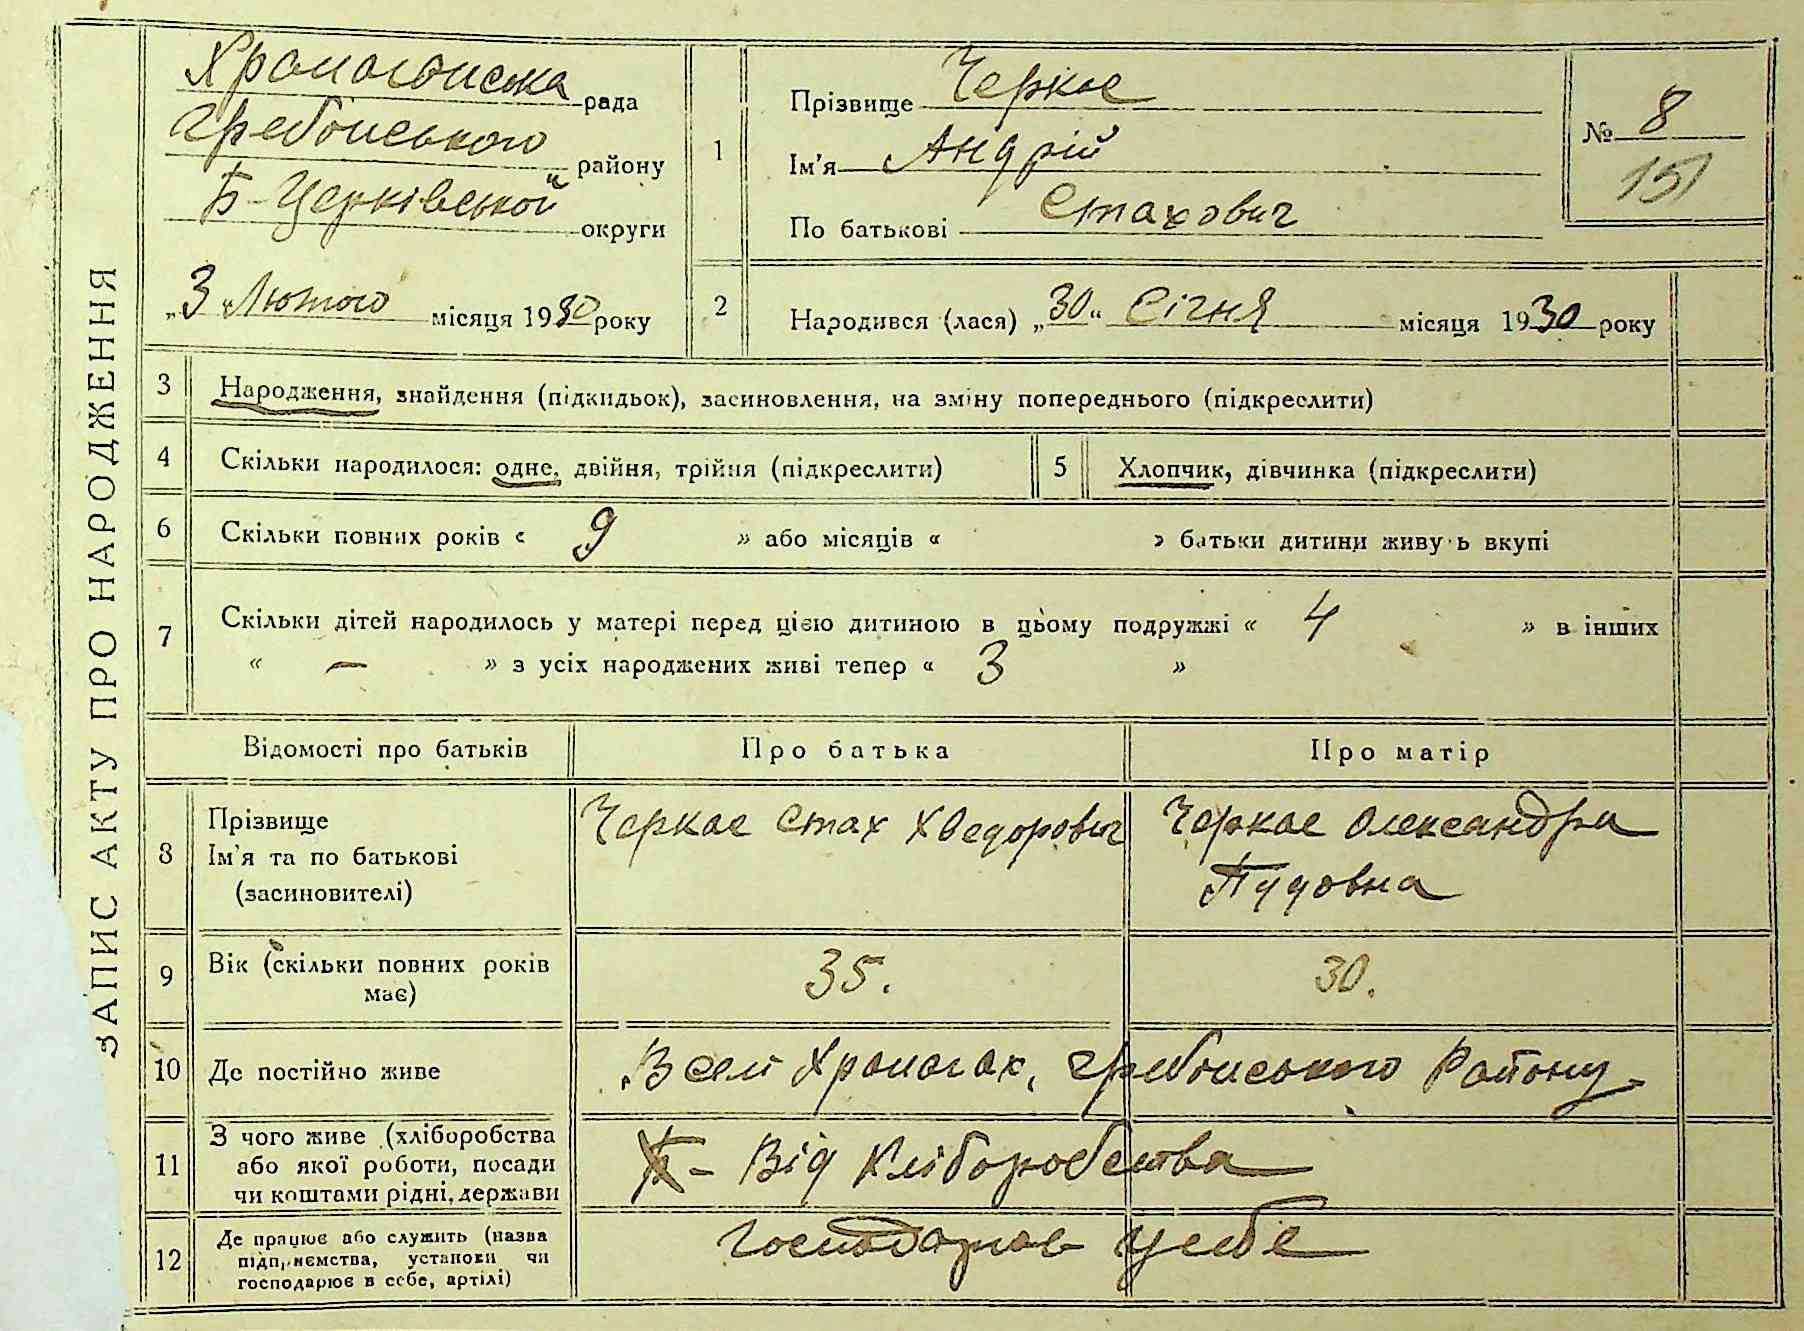 ЗАПИС АКТУ ПРО НАРОДЖЕННЯ
рада
Гребінського району
Б-Церківської округи
„3“ Лютого місяця 1930 року
1
Прізвище Черкас
Ім'я Андрій
По батькові Стахович
№ 8
151
2
Народився (лася) „30“ Січня місяця 1930 року
3 Народження, знайдення (підкидьок), засиновлення, на зміну попереднього (підкреслити)
4 Скільки народилося: одне, двійня, трійня (підкреслити)
5 Хлопчик, дівчинка (підкреслити)
6 Скільки повних років « 9 » або місяців « » батьки дитини живу ь вкупі
7 Скільки дітей народилось у матері перед цією дитиною в цьому подружжі « 4 » в інших
« — » з усіх народжених живі тепер « 3 »
Відомості про батьків Про батька Про матір
8 Прізвище
Ім'я та по батькові
(засиновителі)
Черкас Стах Хведорович
Черкас Олександра
Тудовна
9 Вік (скільки повних років
має)
35. 30.
10 Де постійно живе В селі Хропогах, Гребінського Району
11 З чого живе (хліборобства
або якої роботи, посади
чи коштами рідні, держави
Від Хліборобства
12 Де працює або служить (назва
підприємства, установи чи
господарює в себе, артілі)
Господарює у себе